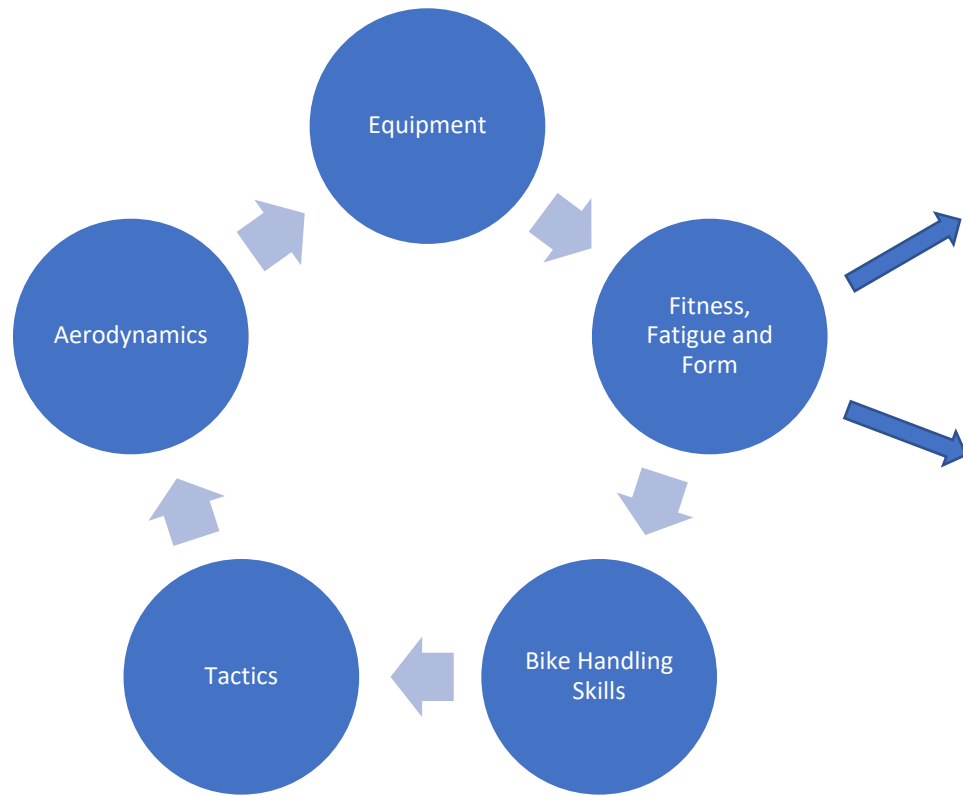 Equipment
Fitness,
Fatigue and
Form
Bike Handling
Skills
Tactics
Aerodynamics